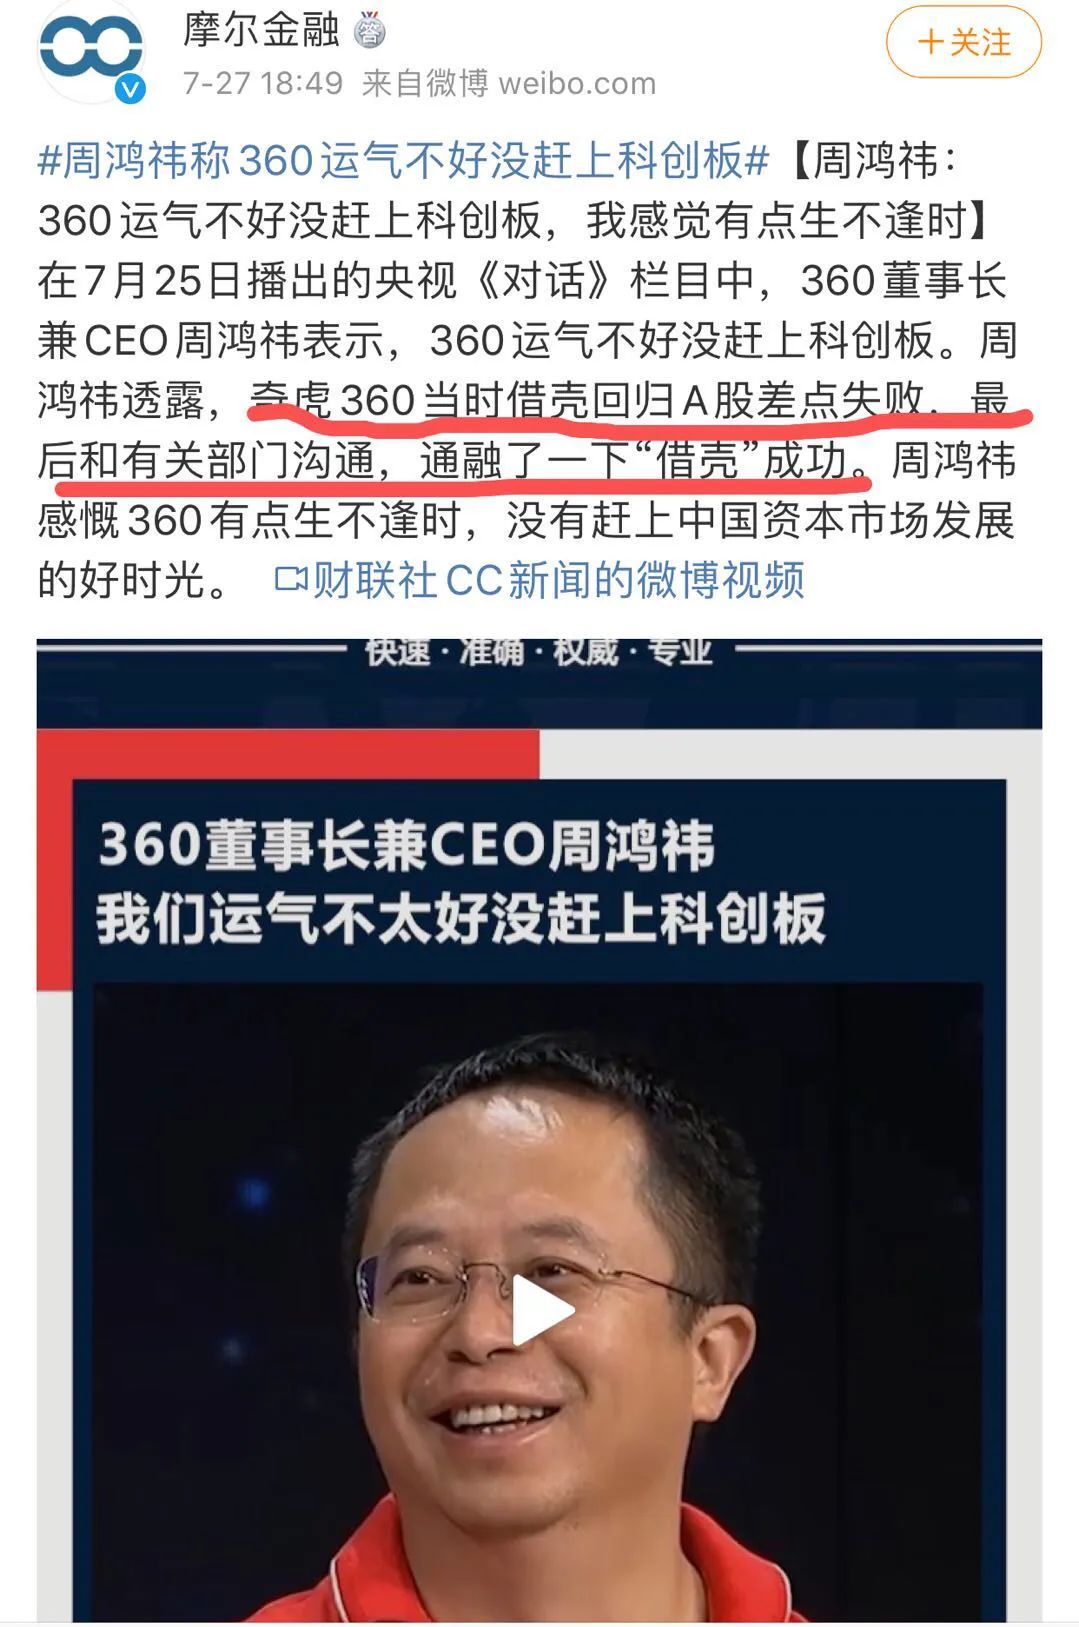 摩尔金融
答
+关注
7-27 18:49 来自微博 weibo.com
#周鸿祎称360运气不好没赶上科创板#【周鸿祎：
360运气不好没赶上科创板，我感觉有点生不逢时】
在7月25日播出的央视《对话》栏目中，360董事长
兼CEO周鸿祎表示，360运气不好没赶上科创板。周
鸿祎透露，奇虎360当时借壳回归A股差点失败，最
后和有关部门沟通，通融了一下“借壳”成功。周鸿祎
感慨360有点生不逢时，没有赶上中国资本市场发展
的好时光。 财联社CC新闻的微博视频
快速·准确·权威·专业
360董事长兼CEO周鸿祎
我们运气不太好没赶上科创板